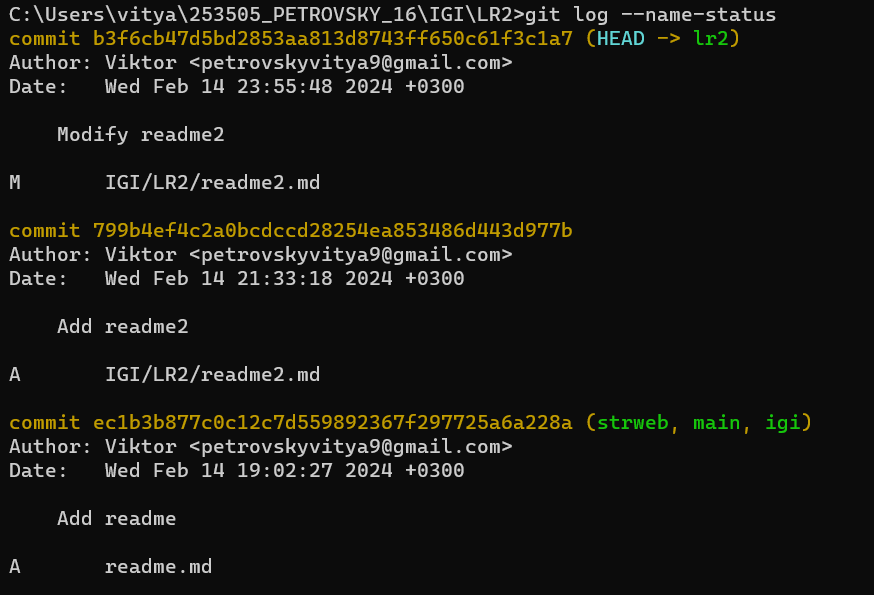 C:\Users\vitya\253505_PETROVSKY_16\IGI\LR2>git log --name-status
commit b3f6cb47d5bd2853aa813d8743ff650c61f3c1a7 (HEAD -> lr2)
Author: Viktor <petrovskyvitya9@gmail.com>
Date:   Wed Feb 14 23:55:48 2024 +0300
    Modify readme2
M       IGI/LR2/readme2.md
commit 799b4ef4c2a0bcdccd28254ea853486d443d977b
Author: Viktor <petrovskyvitya9@gmail.com>
Date:   Wed Feb 14 21:33:18 2024 +0300
    Add readme2
A       IGI/LR2/readme2.md
commit ec1b3b877c0c12c7d559892367f297725a6a228a (strweb, main, igi)
Author: Viktor <petrovskyvitya9@gmail.com>
Date:   Wed Feb 14 19:02:27 2024 +0300
    Add readme
A       readme.md